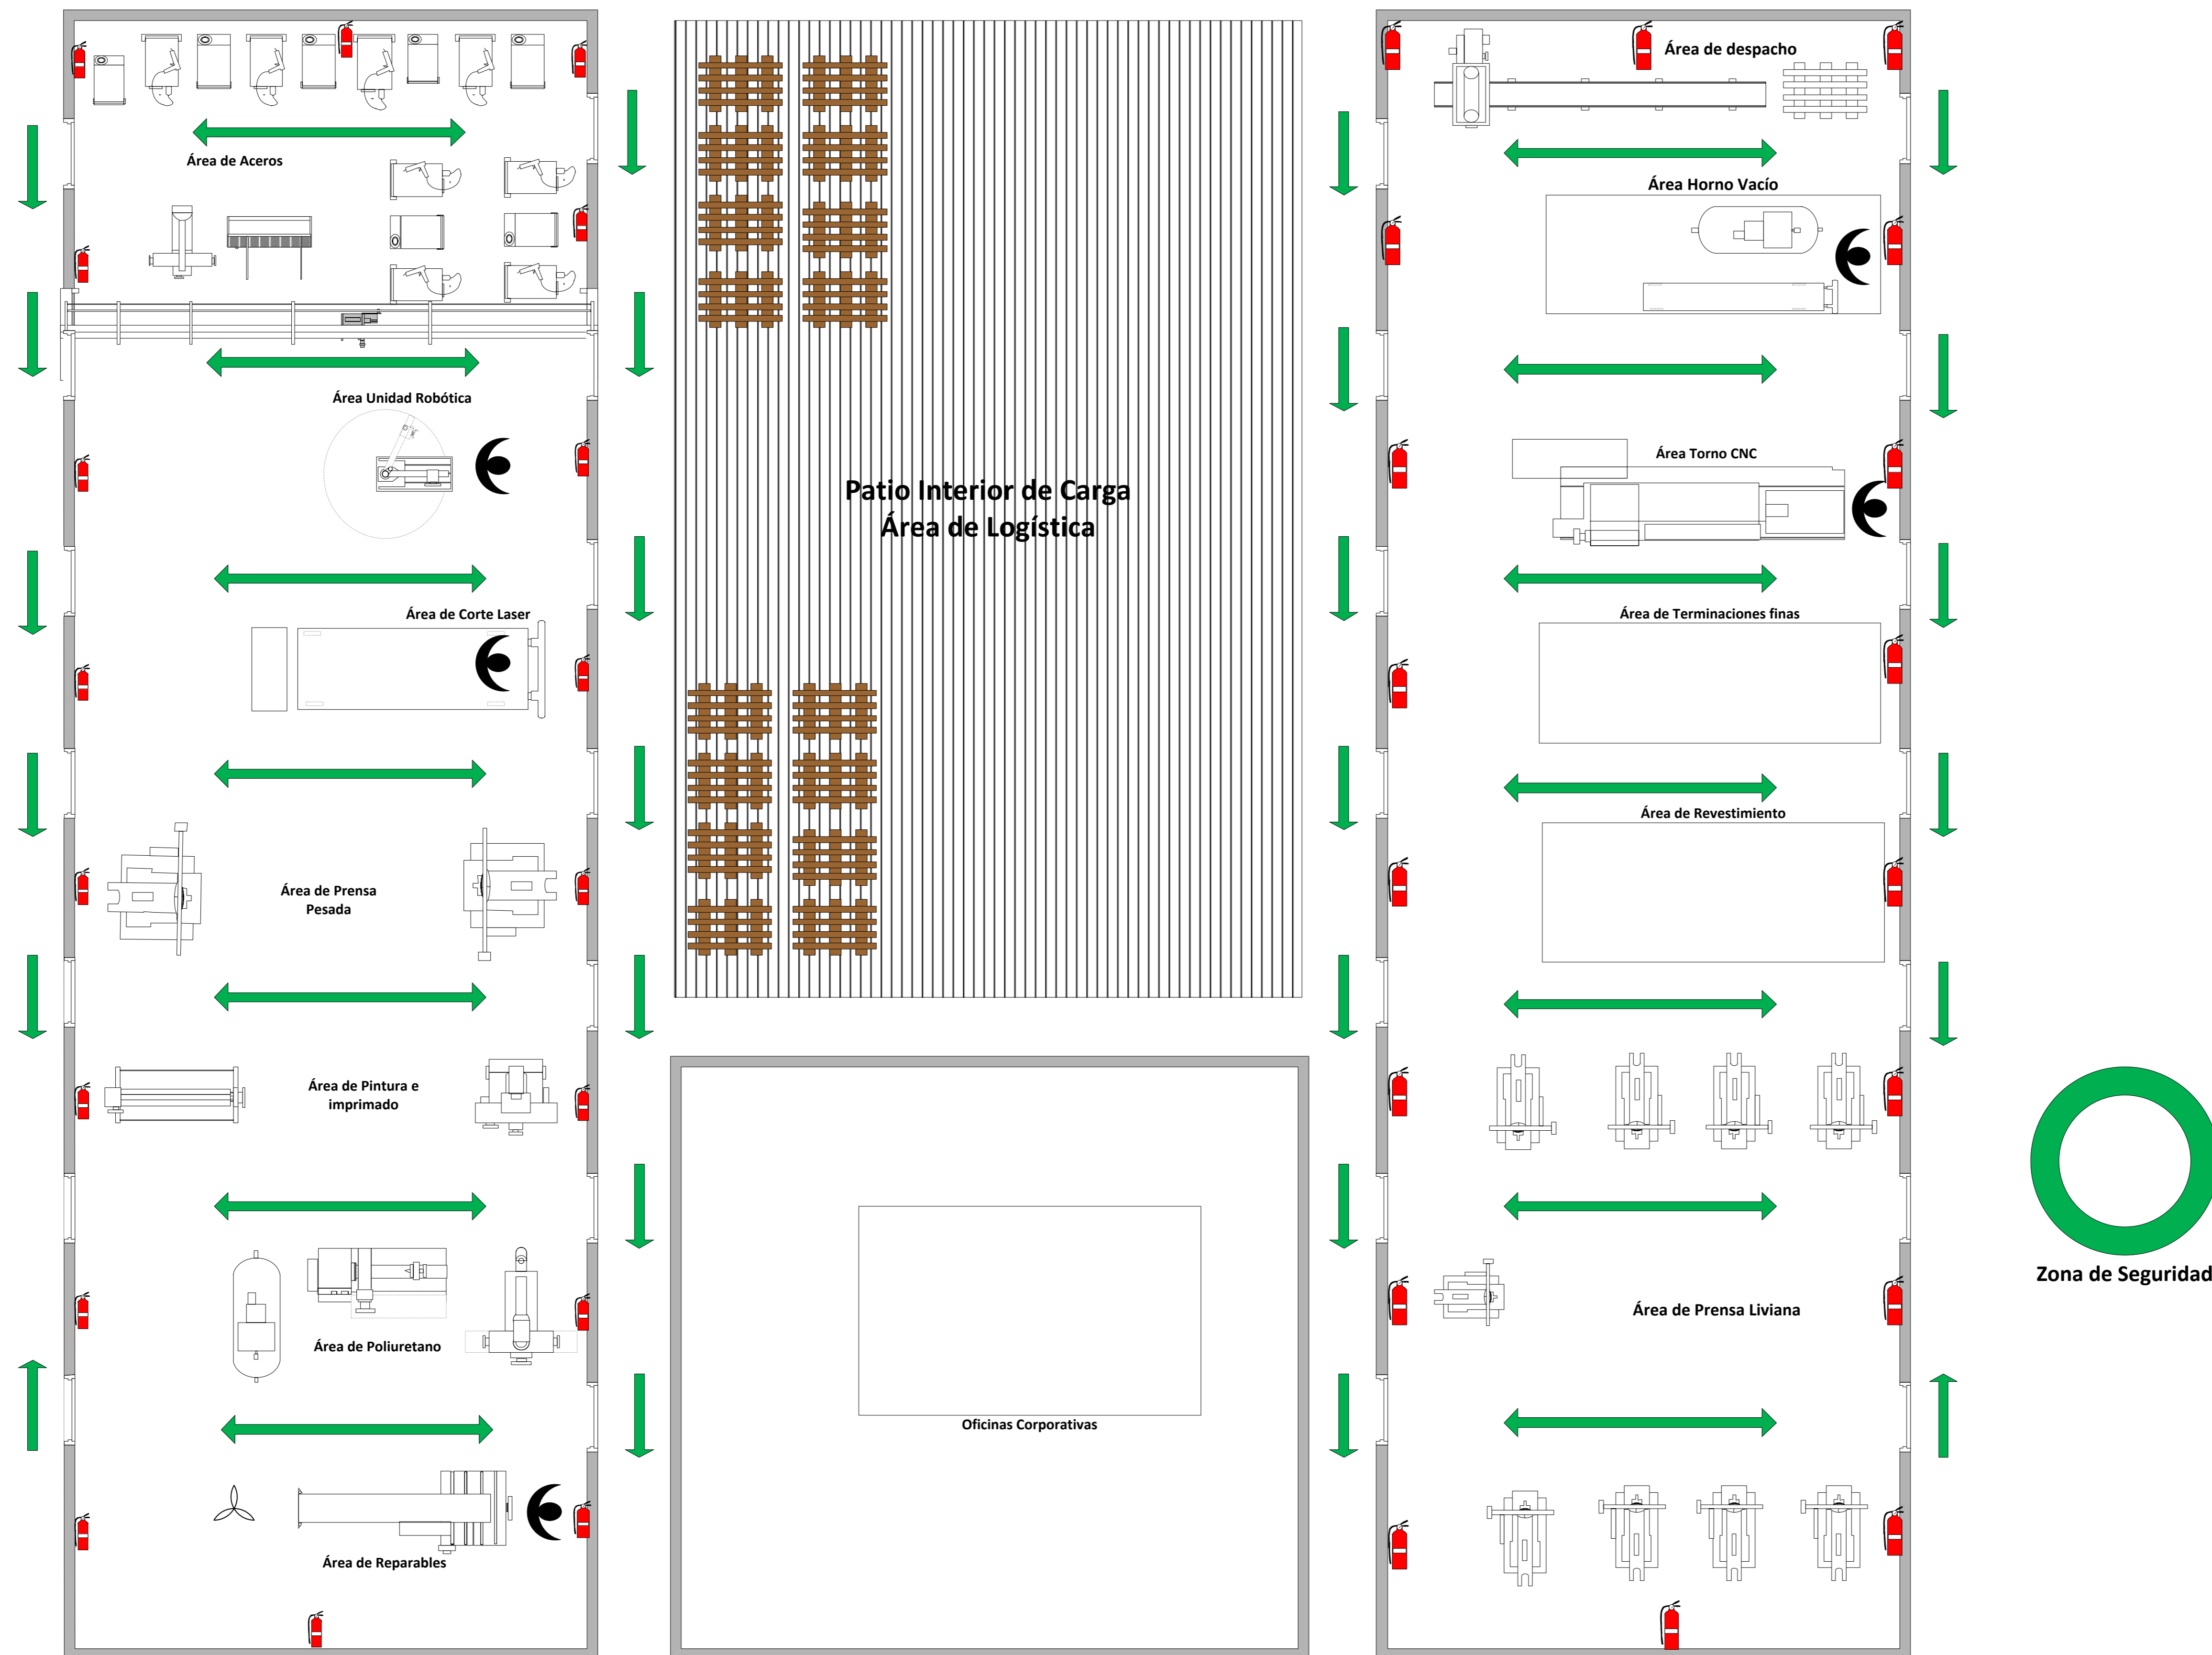 Área de Aceros
Área Unidad Robótica
Área de Corte Laser
Área de Prensa
Pesada
Área de Pintura e
imprimado
Área de Poliuretano
Área de Reparables
Patio Interior de Carga
Área de Logística
Oficinas Corporativas
Área de despacho
Área Horno Vacío
Área Torno CNC
Área de Terminaciones finas
Área de Revestimiento
Área de Prensa Liviana
Zona de Seguridad